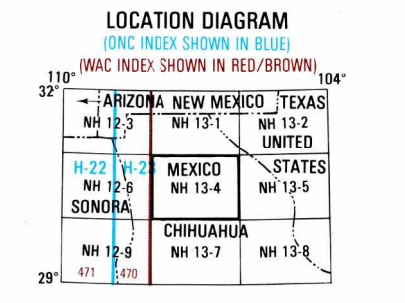 LOCATION DIAGRAM
(ONC INDEX SHOWN IN BLUE)
(WAC INDEX SHOWN IN RED/BROWN)
110° 104°
32° ARIZONA NEW MEXICO TEXAS
NH 12-3 NH 13-1 NH 13-2
UNITED
H-22 H-23 MEXICO STATES
NH 12-6 NH 13-4 NH 13-5
SONORA
CHIHUAHUA
NH 12-9 NH 13-7 NH 13-8
29° 471 470